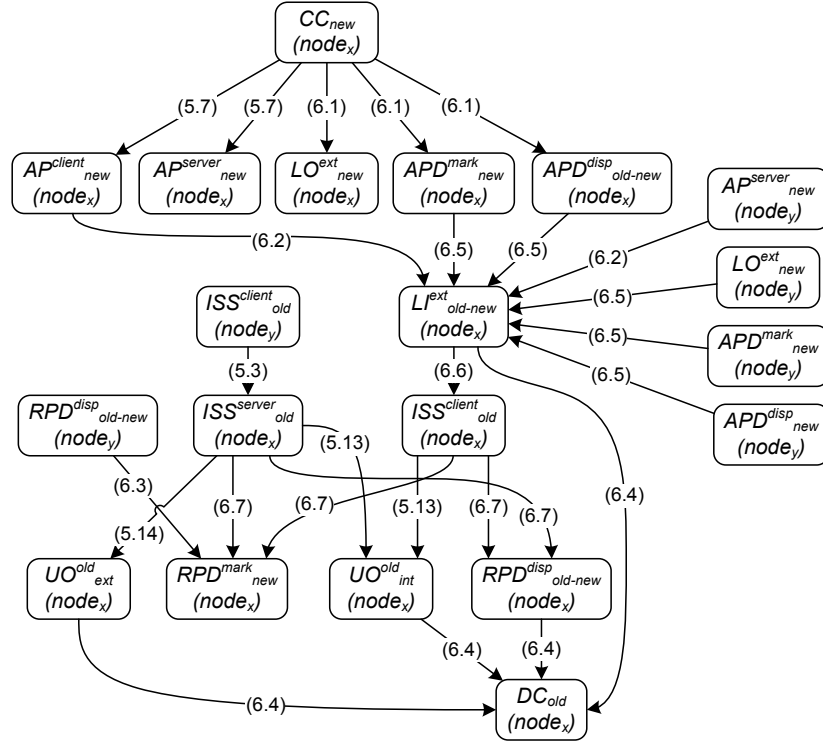 CCnew
(nodex)
(5.7) (5.7) (6.1) (6.1) (6.1)
APclientnew
(nodex)
APservernew
(nodex)
LOextnew
(nodex)
APDmarknew
(nodex)
APDdispold-new
(nodex)
APservernew
(nodey)
(6.2) (6.5) (6.5) (6.2)
LOextnew
(nodey)
(6.5)
ISSclientold
(nodey)
LIextold-new
(nodex)
(6.5)
APDmarknew
(nodey)
(6.5)
(5.3) (6.6)
APDdispnew
(nodey)
RPDdispold-new
(nodey)
ISSserverold
(nodex)
ISSclientold
(nodex)
(5.13)
(6.3) (6.7) (6.7) (5.13) (6.7) (6.7) (6.4)
(5.14)
UOoldext
(nodex)
RPDmarknew
(nodex)
UOoldint
(nodex)
RPDdispold-new
(nodex)
(6.4) (6.4)
(6.4)
DCold
(nodex)